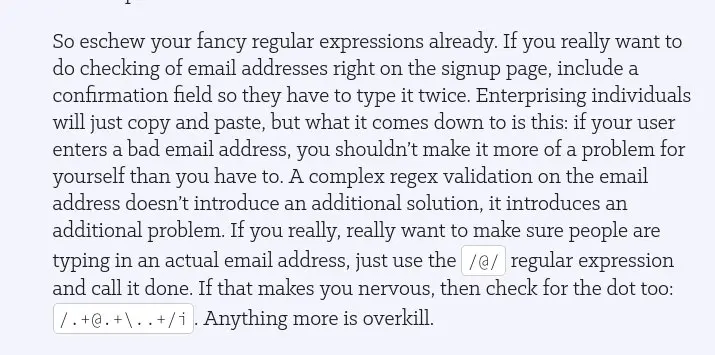 So eschew your fancy regular expressions already. If you really want to
do checking of email addresses right on the signup page, include a
confirmation field so they have to type it twice. Enterprising individuals
will just copy and paste, but what it comes down to is this: if your user
enters a bad email address, you shouldn’t make it more of a problem for
yourself than you have to. A complex regex validation on the email
address doesn’t introduce an additional solution, it introduces an
additional problem. If you really, really want to make sure people are
typing in an actual email address, just use the /@/ regular expression
and call it done. If that makes you nervous, then check for the dot too:
/.+@.+\..+/i . Anything more is overkill.